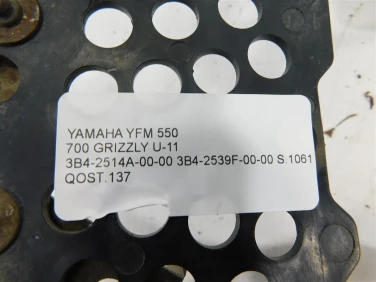 YAMAHA YFM 550
700 GRIZZLY U-11
3B4-2514A-00-00 3B4-2539F-00-00 S.1061
QOST.137